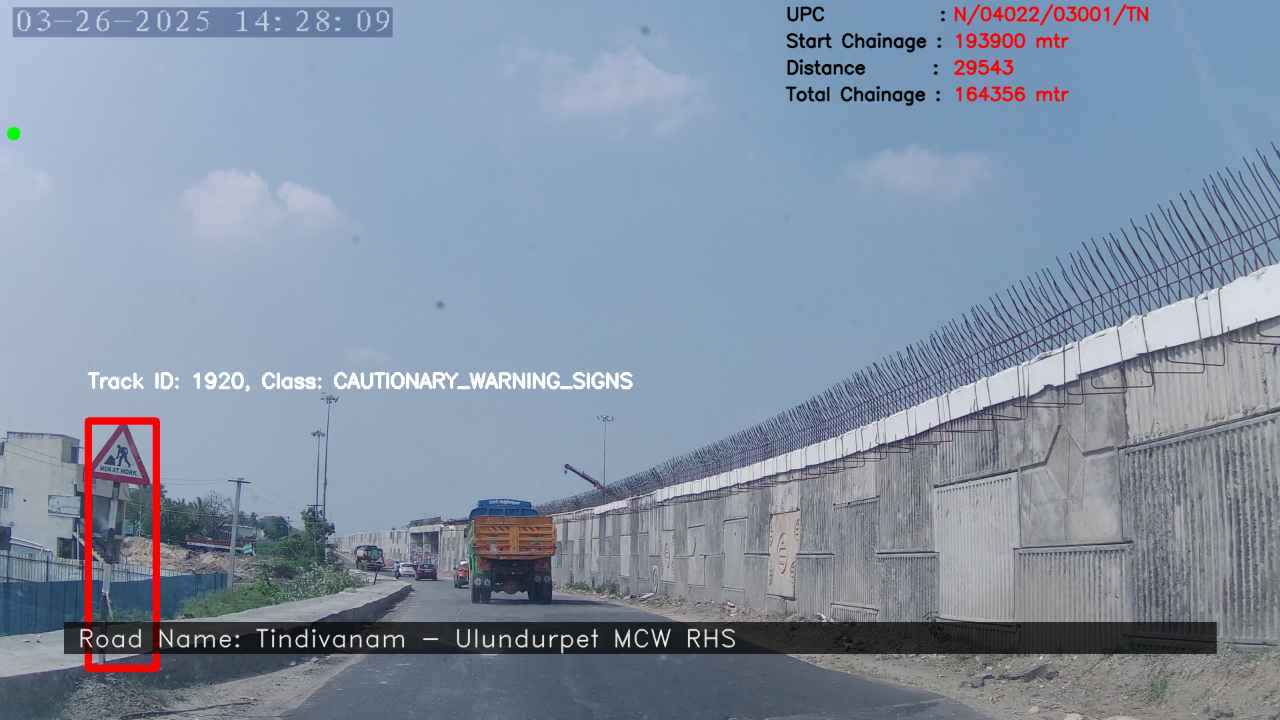 03-26-2025 14:28:09
UPC : N/04022/03001/TN
Start Chainage : 193900 mtr
Distance : 29543
Total Chainage : 164356 mtr
Track ID: 1920, Class: CAUTIONARY_WARNING_SIGNS
MEN AT WORK
Road Name: Tindivanam - Ulundurpet MCW RHS